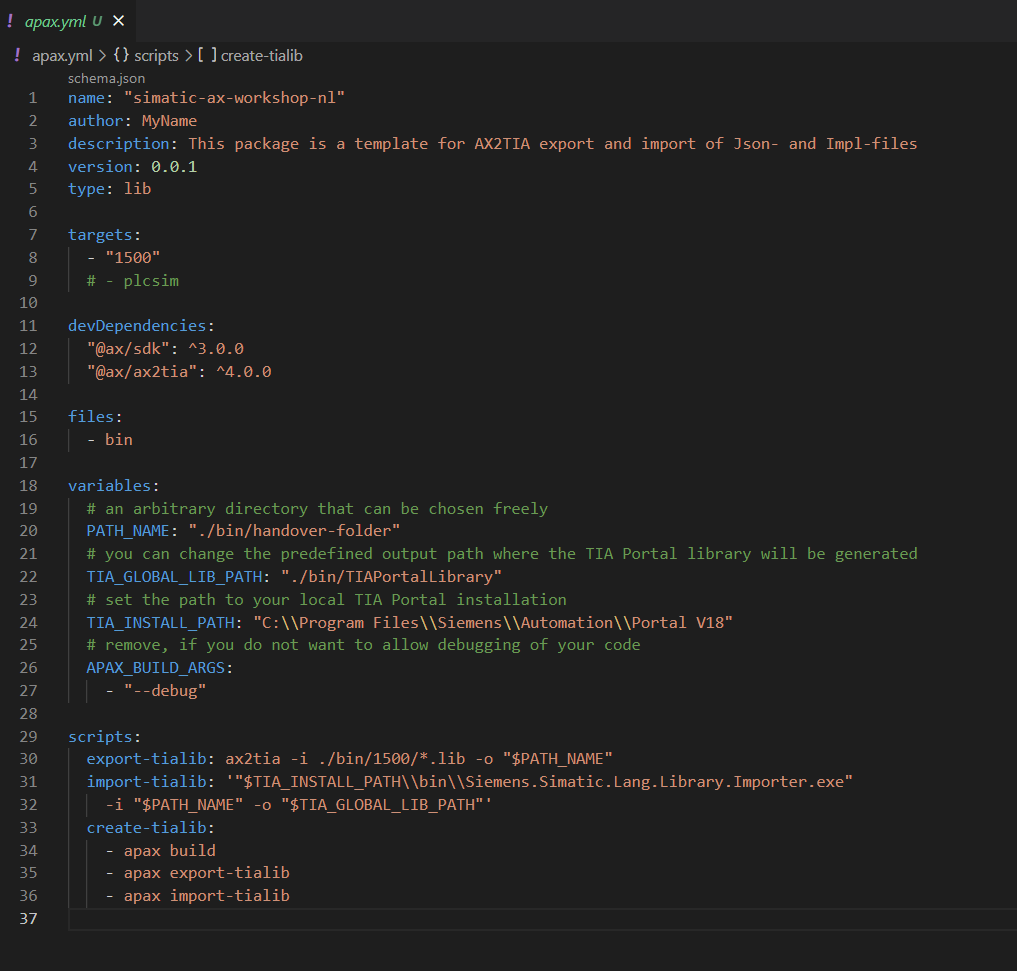 ! apax.yml U ×
! apax.yml > {} scripts > [ ] create-tialib
schema.json
1 name: "simatic-ax-workshop-nl"
2 author: MyName
3 description: This package is a template for AX2TIA export and import of Json- and Impl-files
4 version: 0.0.1
5 type: lib
6
7 targets:
8   - "1500"
9   # - plcsim
10
11 devDependencies:
12   "@ax/sdk": ^3.0.0
13   "@ax/ax2tia": ^4.0.0
14
15 files:
16   - bin
17
18 variables:
19   # an arbitrary directory that can be chosen freely
20   PATH_NAME: "./bin/handover-folder"
21   # you can change the predefined output path where the TIA Portal library will be generated
22   TIA_GLOBAL_LIB_PATH: "./bin/TIAPortalLibrary"
23   # set the path to your local TIA Portal installation
24   TIA_INSTALL_PATH: "C:\\Program Files\\Siemens\\Automation\\Portal V18"
25   # remove, if you do not want to allow debugging of your code
26   APAX_BUILD_ARGS:
27     - "--debug"
28
29 scripts:
30   export-tialib: ax2tia -i ./bin/1500/*.lib -o "$PATH_NAME"
31   import-tialib: '"$TIA_INSTALL_PATH\\bin\\Siemens.Simatic.Lang.Library.Importer.exe"
32     -i "$PATH_NAME" -o "$TIA_GLOBAL_LIB_PATH"'
33   create-tialib:
34     - apax build
35     - apax export-tialib
36     - apax import-tialib
37